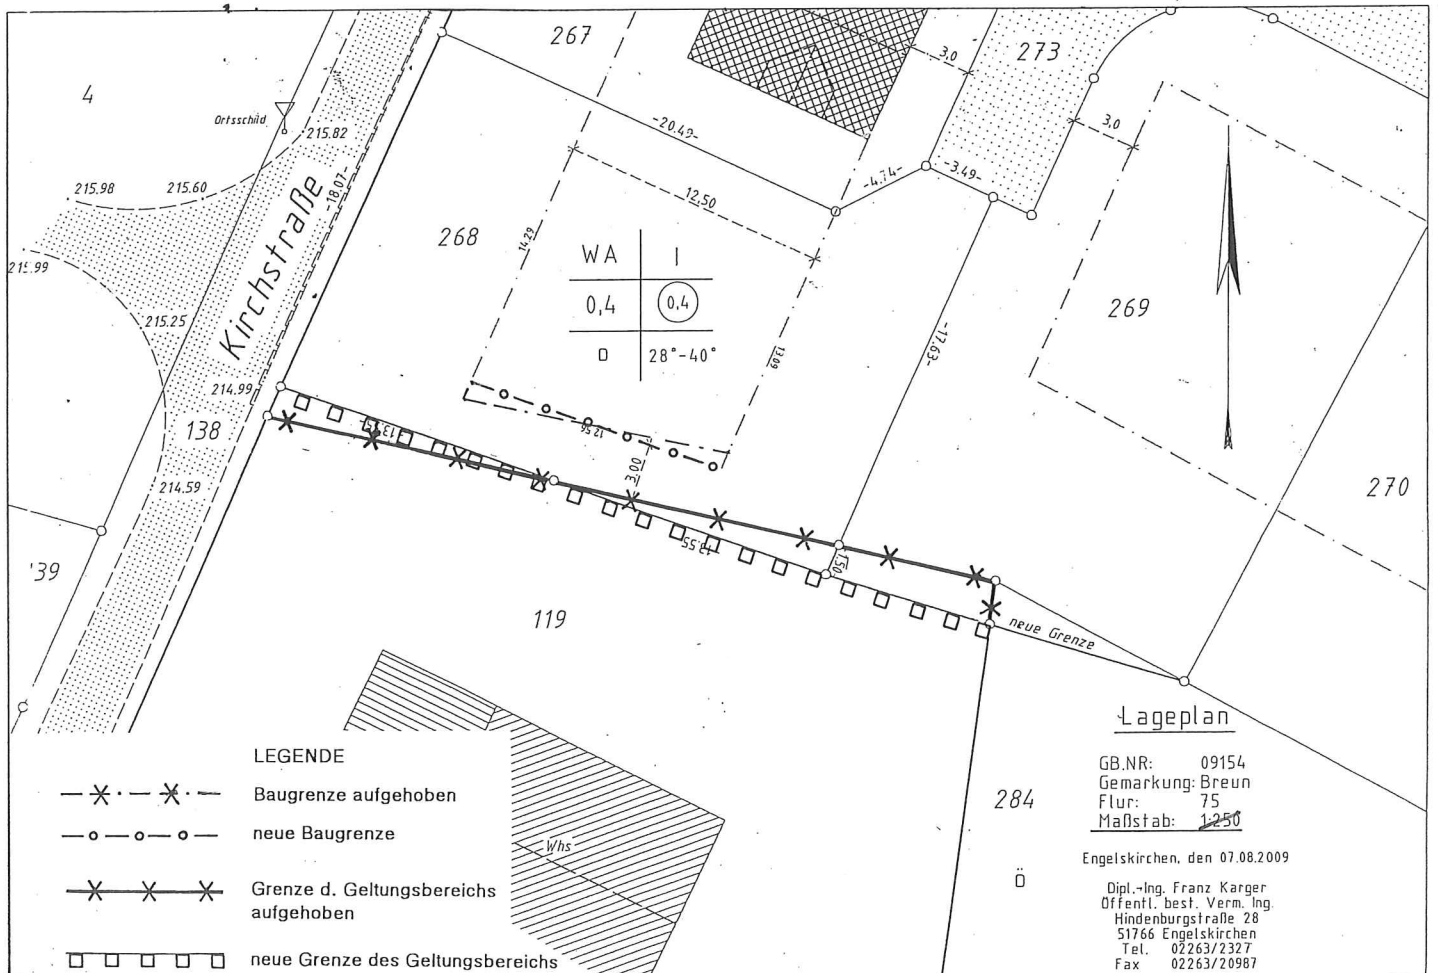 267
273
3,0
4
Ortsschild
215.82
-20.49-
3,0
-4.74-
-3.49-
215.98
215.60
-18.07-
Kirchstraße
12,50
268
14.29
WA I
0,4 0,4
O 28°-40°
269
215.25
-17.63-
13.09
214.99
138
12.56
3.00
270
214.59
13.55
1.50
'39
119
neue Grenze
284
Ö
Whs
Lageplan
GB.NR: 09154
Gemarkung: Breun
Flur: 75
Maßstab: 1:250
Engelskirchen, den 07.08.2009
Dipl.-Ing. Franz Karger
Öffentl. best. Verm. Ing.
Hindenburgstraße 28
51766 Engelskirchen
Tel. 02263/2327
Fax 02263/20987
LEGENDE
Baugrenze aufgehoben
neue Baugrenze
Grenze d. Geltungsbereichs
aufgehoben
neue Grenze des Geltungsbereichs